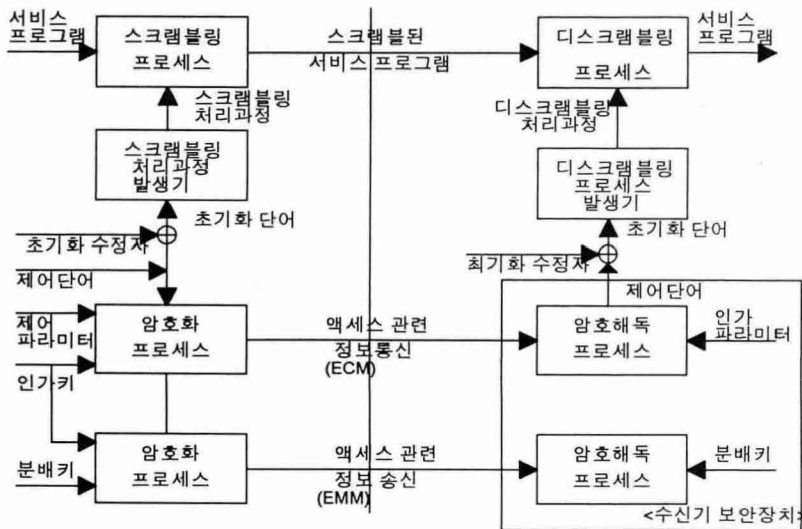 서비스
프로그램
스크램블링
프로세스
스크램블된
서비스 프로그램
디스크램블링
프로세스
서비스
프로그램
스크램블링
처리과정
디스크램블링
처리과정
스크램블링
처리과정
발생기
디스크램블링
프로세스
발생기
초기화 단어
초기화 단어
초기화 수정자
최기화 수정자
제어단어
제어단어
제어
파라미터
암호화
프로세스
액세스 관련
정보통신
(ECM)
암호해독
프로세스
인가
파라미터
인가키
암호화
프로세스
액세스 관련
정보 송신
(EMM)
암호해독
프로세스
분배키
분배키
<수신기 보안장치>